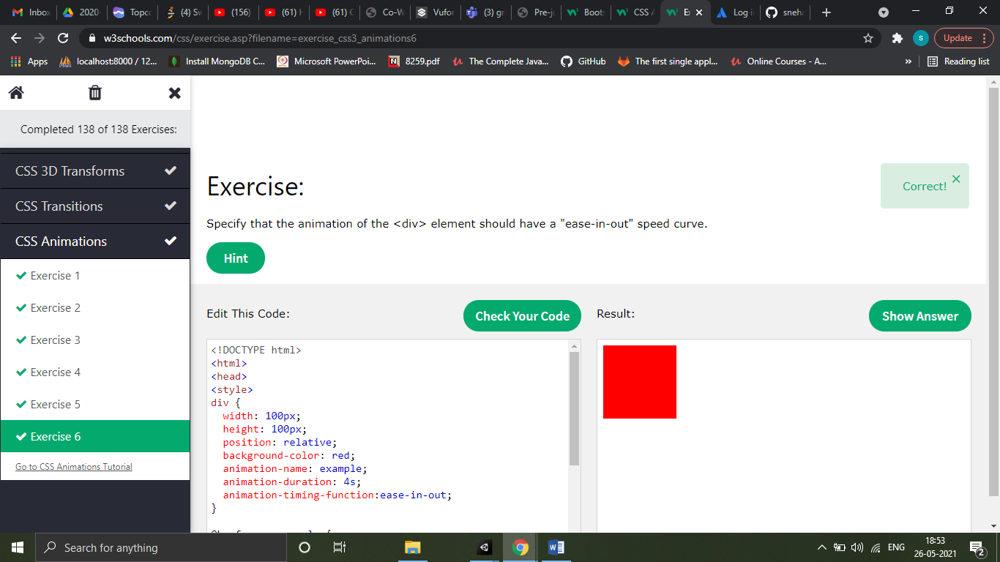 Inbox
2020-
Topco
(4) Sw
(156)
(61) H
(61) C
Co-W
Vufor
(3) gr
Pre-jo
Boots
CSS A
Ex
Log i
sneha
w3schools.com/css/exercise.asp?filename=exercise_css3_animations6
s
Update
Apps
localhost:8000 / 12...
Install MongoDB C...
Microsoft PowerPoi...
8259.pdf
The Complete Java...
GitHub
The first single appl...
Online Courses - A...
»
Reading list
Completed 138 of 138 Exercises:
CSS 3D Transforms
CSS Transitions
CSS Animations
Exercise 1
Exercise 2
Exercise 3
Exercise 4
Exercise 5
Exercise 6
Go to CSS Animations Tutorial
Exercise:
Correct!
Specify that the animation of the <div> element should have a "ease-in-out" speed curve.
Hint
Edit This Code:
Check Your Code
Result:
Show Answer
<!DOCTYPE html>
<html>
<head>
<style>
div {
  width: 100px;
  height: 100px;
  position: relative;
  background-color: red;
  animation-name: example;
  animation-duration: 4s;
  animation-timing-function:ease-in-out;
}
Search for anything
ENG
18:53
26-05-2021
2